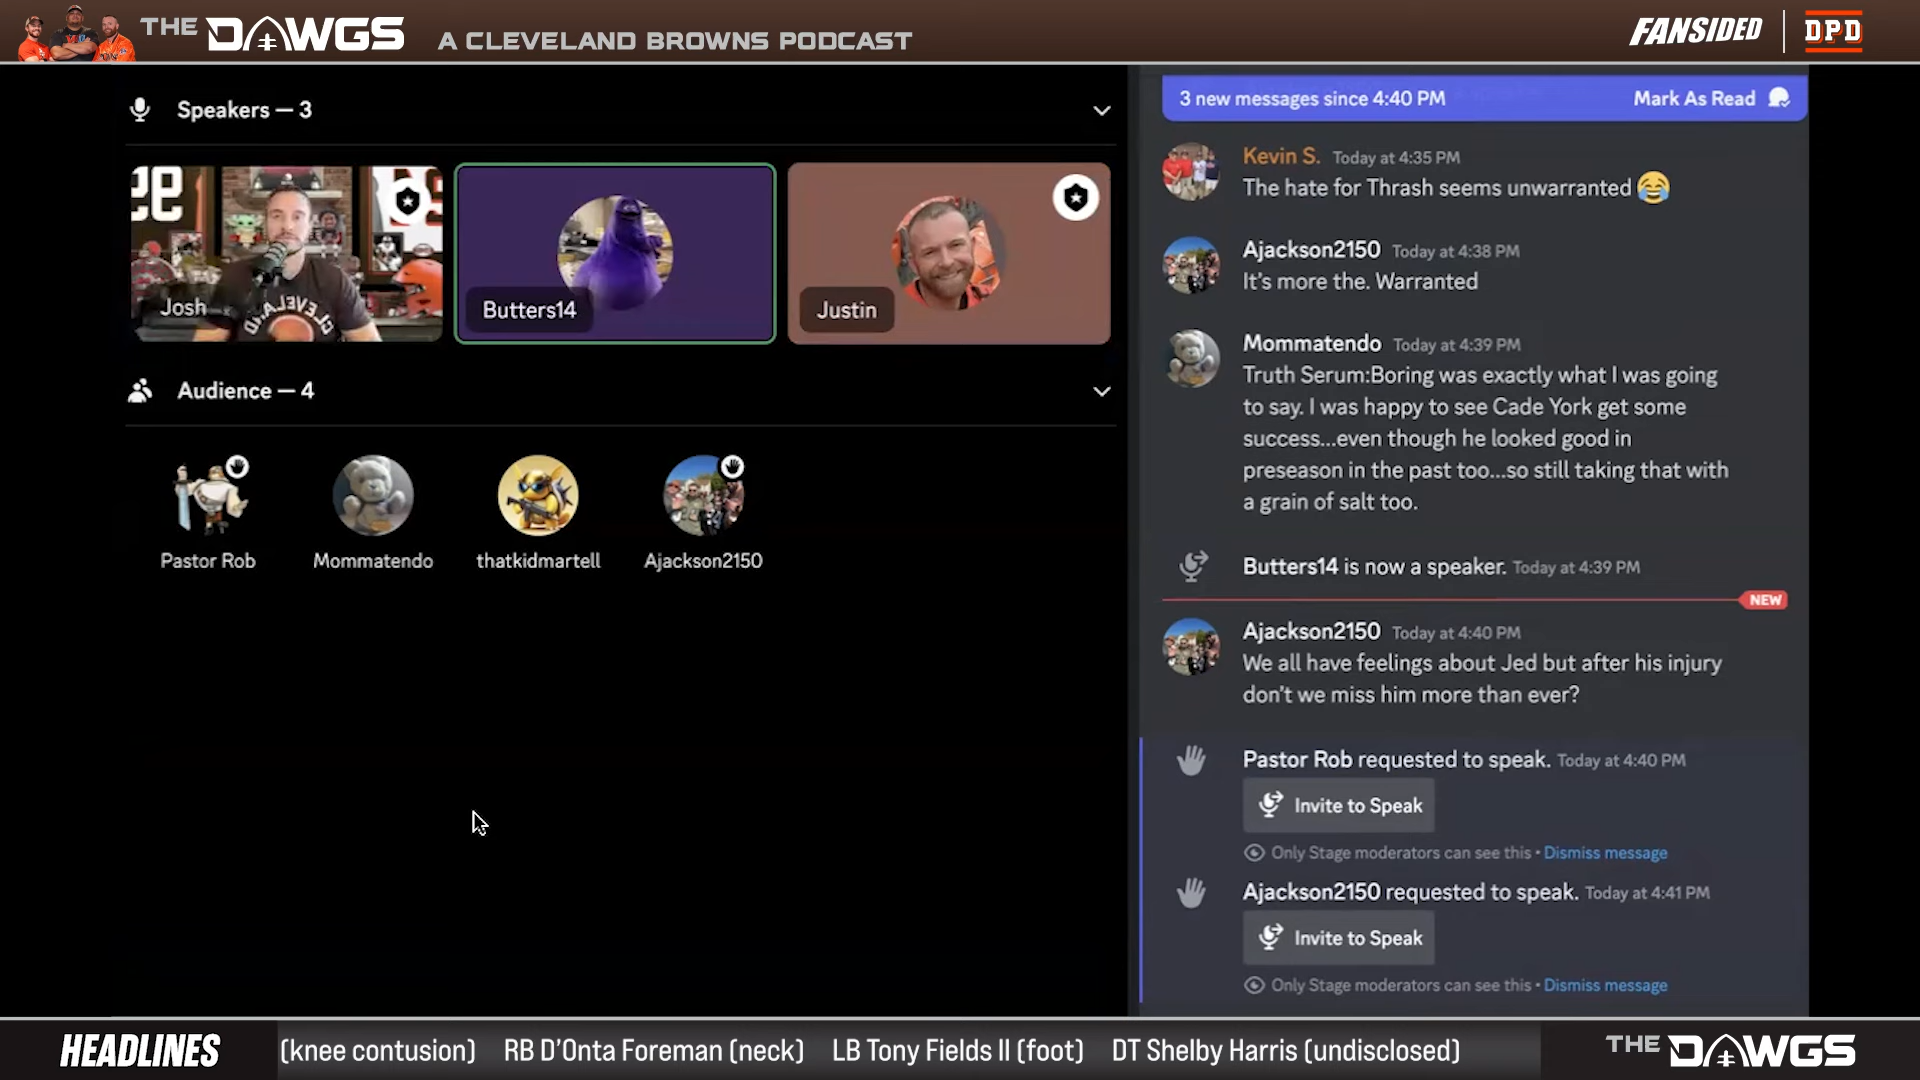 THE DAWGS A CLEVELAND BROWNS PODCAST
FANSIDED DPD
Speakers — 3
Josh
Butters14
Justin
Audience — 4
Pastor Rob
Mommatendo
thatkidmartell
Ajackson2150
3 new messages since 4:40 PM Mark As Read
Kevin S. Today at 4:35 PM
The hate for Thrash seems unwarranted 😂
Ajackson2150 Today at 4:38 PM
It's more the. Warranted
Mommatendo Today at 4:39 PM
Truth Serum:Boring was exactly what I was going
to say. I was happy to see Cade York get some
success...even though he looked good in
preseason in the past too...so still taking that with
a grain of salt too.
Butters14 is now a speaker. Today at 4:39 PM
NEW
Ajackson2150 Today at 4:40 PM
We all have feelings about Jed but after his injury
don't we miss him more than ever?
Pastor Rob requested to speak. Today at 4:40 PM
Invite to Speak
Only Stage moderators can see this • Dismiss message
Ajackson2150 requested to speak. Today at 4:41 PM
Invite to Speak
Only Stage moderators can see this • Dismiss message
HEADLINES (knee contusion) RB D'Onta Foreman (neck) LB Tony Fields II (foot) DT Shelby Harris (undisclosed) THE DAWGS